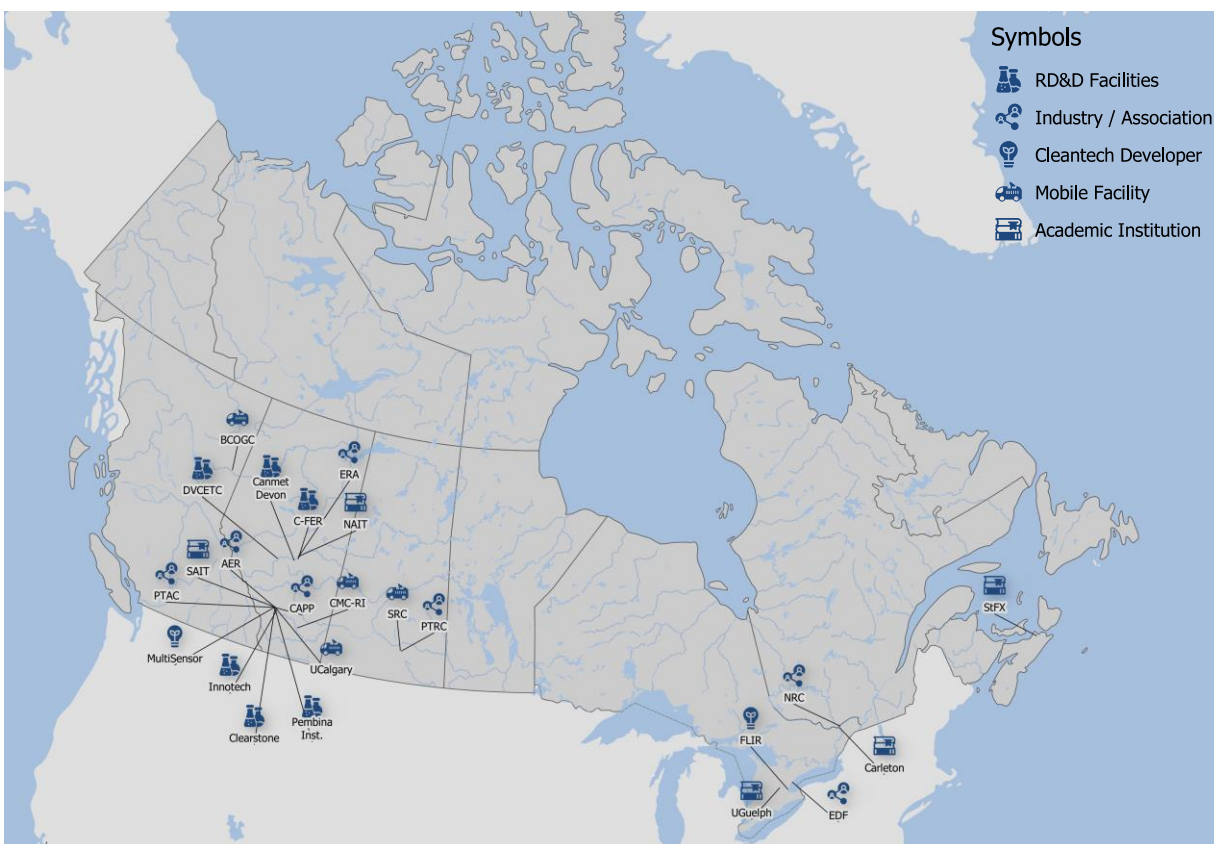 Symbols
RD&D Facilities
Industry / Association
Cleantech Developer
Mobile Facility
Academic Institution
BCOGC
DVCETC
Canmet
Devon
ERA
C-FER
NAIT
SAIT
AER
PTAC
CAPP
CMC-RI
SRC
PTRC
MultiSensor
UCalgary
Innotech
Clearstone
Pembina
Inst.
StFX
NRC
FLIR
Carleton
UGuelph
EDF